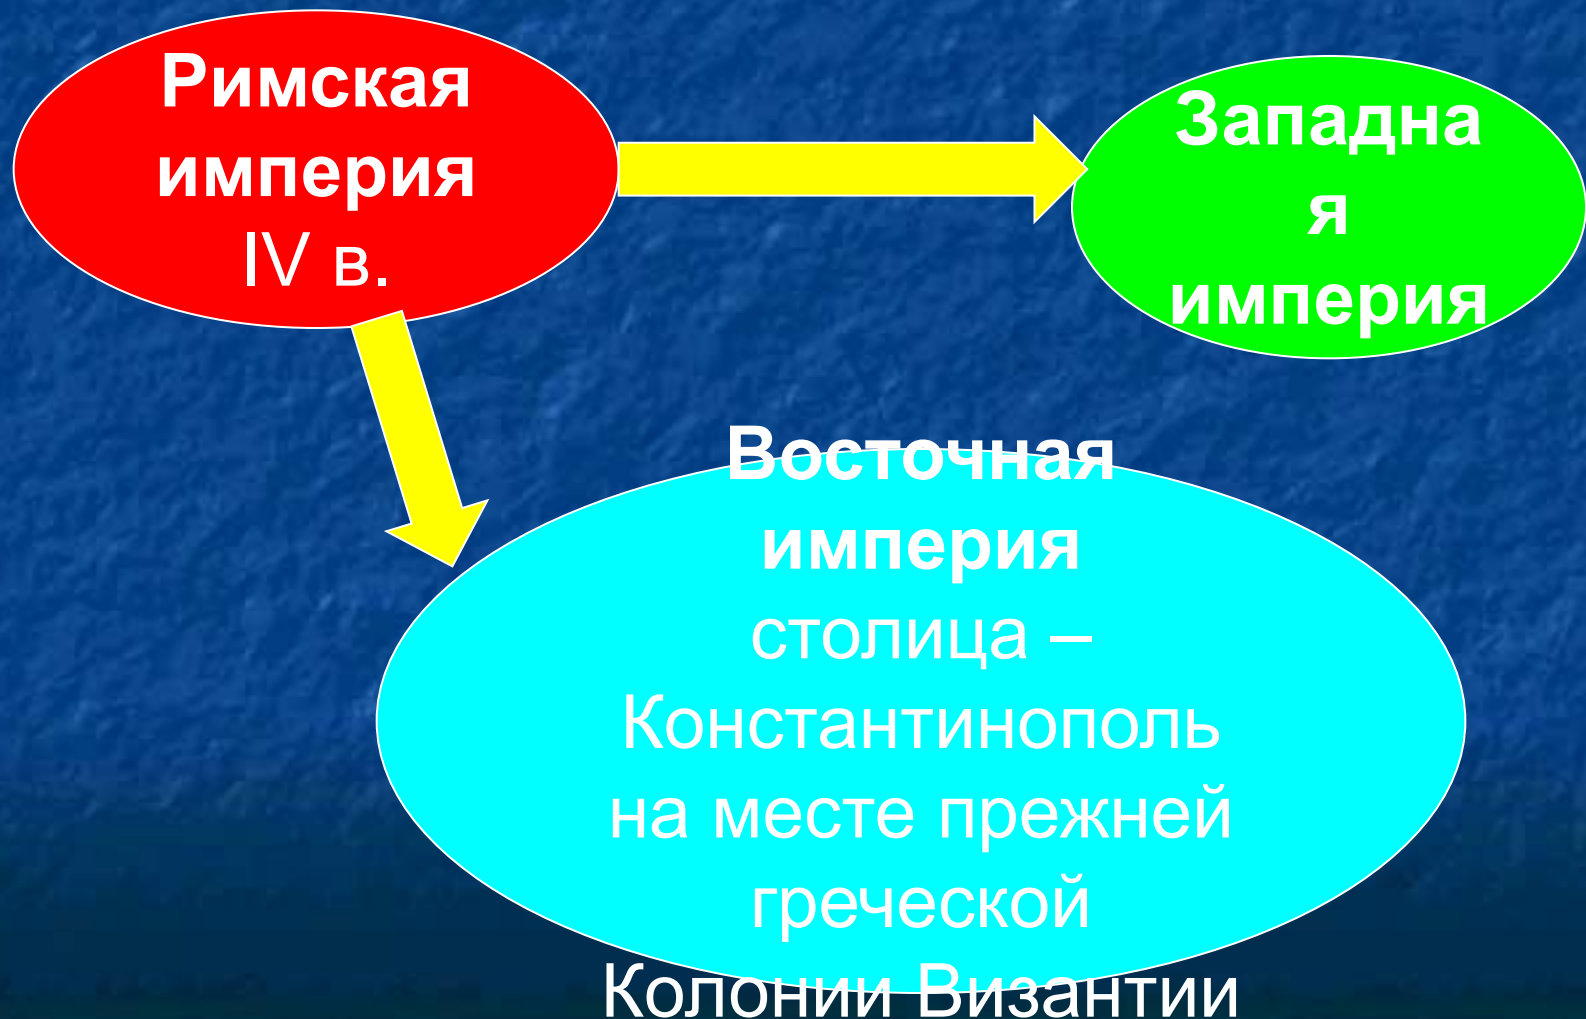 Римская
империя
IV в.
Западна
я
империя
Восточная
империя
столица –
Константинополь
на месте прежней
греческой
Колонии Византии